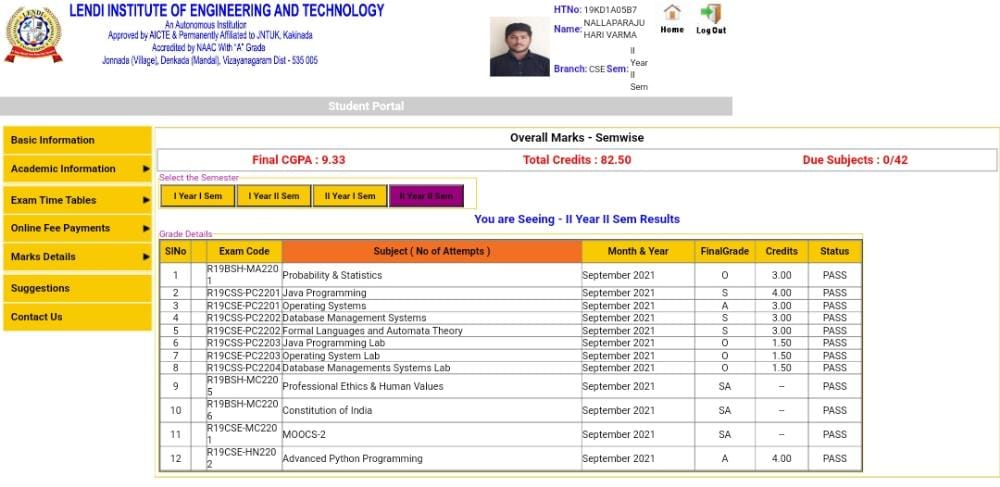 LENDI INSTITUTE OF ENGINEERING AND TECHNOLOGY
An Autonomous Institution
Approved by AICTE & Permanently Affiliated to JNTUK, Kakinada
Accredited by NAAC With "A" Grade
Jonnada (Village), Denkada (Mandal), Vizayanagaram Dist - 535 005
HTNo: 19KD1A05B7
Name: NALLAPARAJU HARI VARMA
Branch: CSE Sem: II Year II Sem
Home
Log Out
Student Portal
Basic Information
Academic Information
Exam Time Tables
Online Fee Payments
Marks Details
Suggestions
Contact Us
Overall Marks - Semwise
Final CGPA : 9.33 Total Credits : 82.50 Due Subjects : 0/42
Select the Semester
I Year I Sem I Year II Sem II Year I Sem II Year II Sem
You are Seeing - II Year II Sem Results
Grade Details
SlNo Exam Code Subject ( No of Attempts ) Month & Year FinalGrade Credits Status
1 R19BSH-MA2201 Probability & Statistics September 2021 O 3.00 PASS
2 R19CSS-PC2201 Java Programming September 2021 S 4.00 PASS
3 R19CSE-PC2201 Operating Systems September 2021 A 3.00 PASS
4 R19CSS-PC2202 Database Management Systems September 2021 S 3.00 PASS
5 R19CSE-PC2202 Formal Languages and Automata Theory September 2021 S 3.00 PASS
6 R19CSS-PC2203 Java Programming Lab September 2021 O 1.50 PASS
7 R19CSE-PC2203 Operating System Lab September 2021 O 1.50 PASS
8 R19CSS-PC2204 Database Managements Systems Lab September 2021 O 1.50 PASS
9 R19BSH-MC2205 Professional Ethics & Human Values September 2021 SA -- PASS
10 R19BSH-MC2206 Constitution of India September 2021 SA -- PASS
11 R19CSE-MC2201 MOOCS-2 September 2021 SA -- PASS
12 R19CSE-HN2202 Advanced Python Programming September 2021 A 4.00 PASS